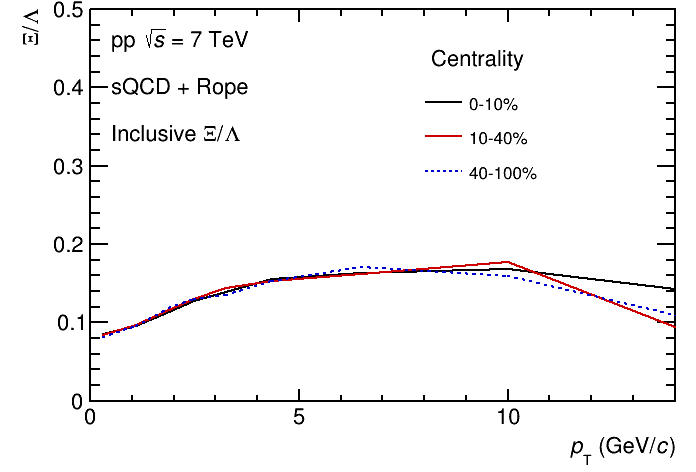 Ξ/Λ
0.5
0.4
0.3
0.2
0.1
0
pp √s = 7 TeV
sQCD + Rope
Inclusive Ξ/Λ
Centrality
0-10%
10-40%
40-100%
0
5
10
p_T (GeV/c)